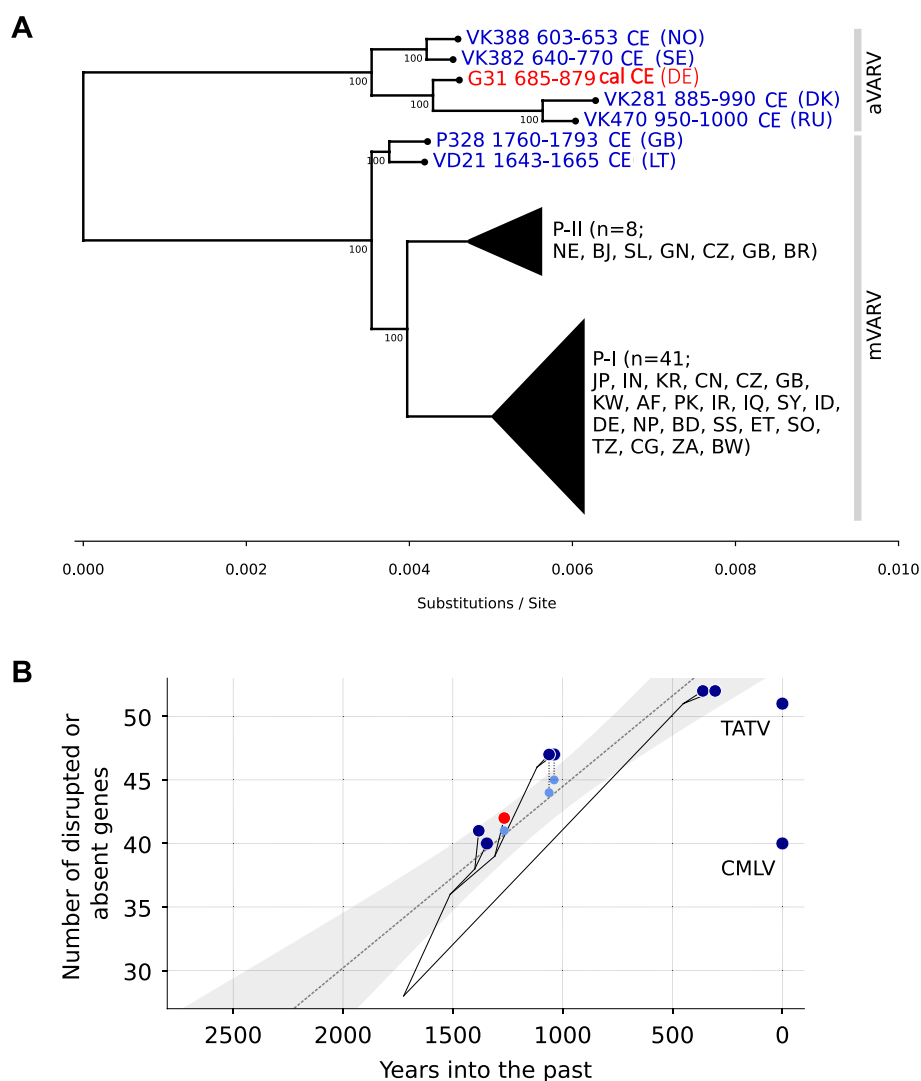 A
VK388 603-653 CE (NO)
VK382 640-770 CE (SE)
G31 685-879 cal CE (DE)
VK281 885-990 CE (DK)
VK470 950-1000 CE (RU)
P328 1760-1793 CE (GB)
VD21 1643-1665 CE (LT)
100
100
100
100
100
100
100
P-II (n=8;
NE, BJ, SL, GN, CZ, GB, BR)
P-I (n=41;
JP, IN, KR, CN, CZ, GB,
KW, AF, PK, IR, IQ, SY, ID,
DE, NP, BD, SS, ET, SO,
TZ, CG, ZA, BW)
aVARV
mVARV
0.000 0.002 0.004 0.006 0.008 0.010
Substitutions / Site
B
Number of disrupted or
absent genes
50
45
40
35
30
TATV
CMLV
2500 2000 1500 1000 500 0
Years into the past